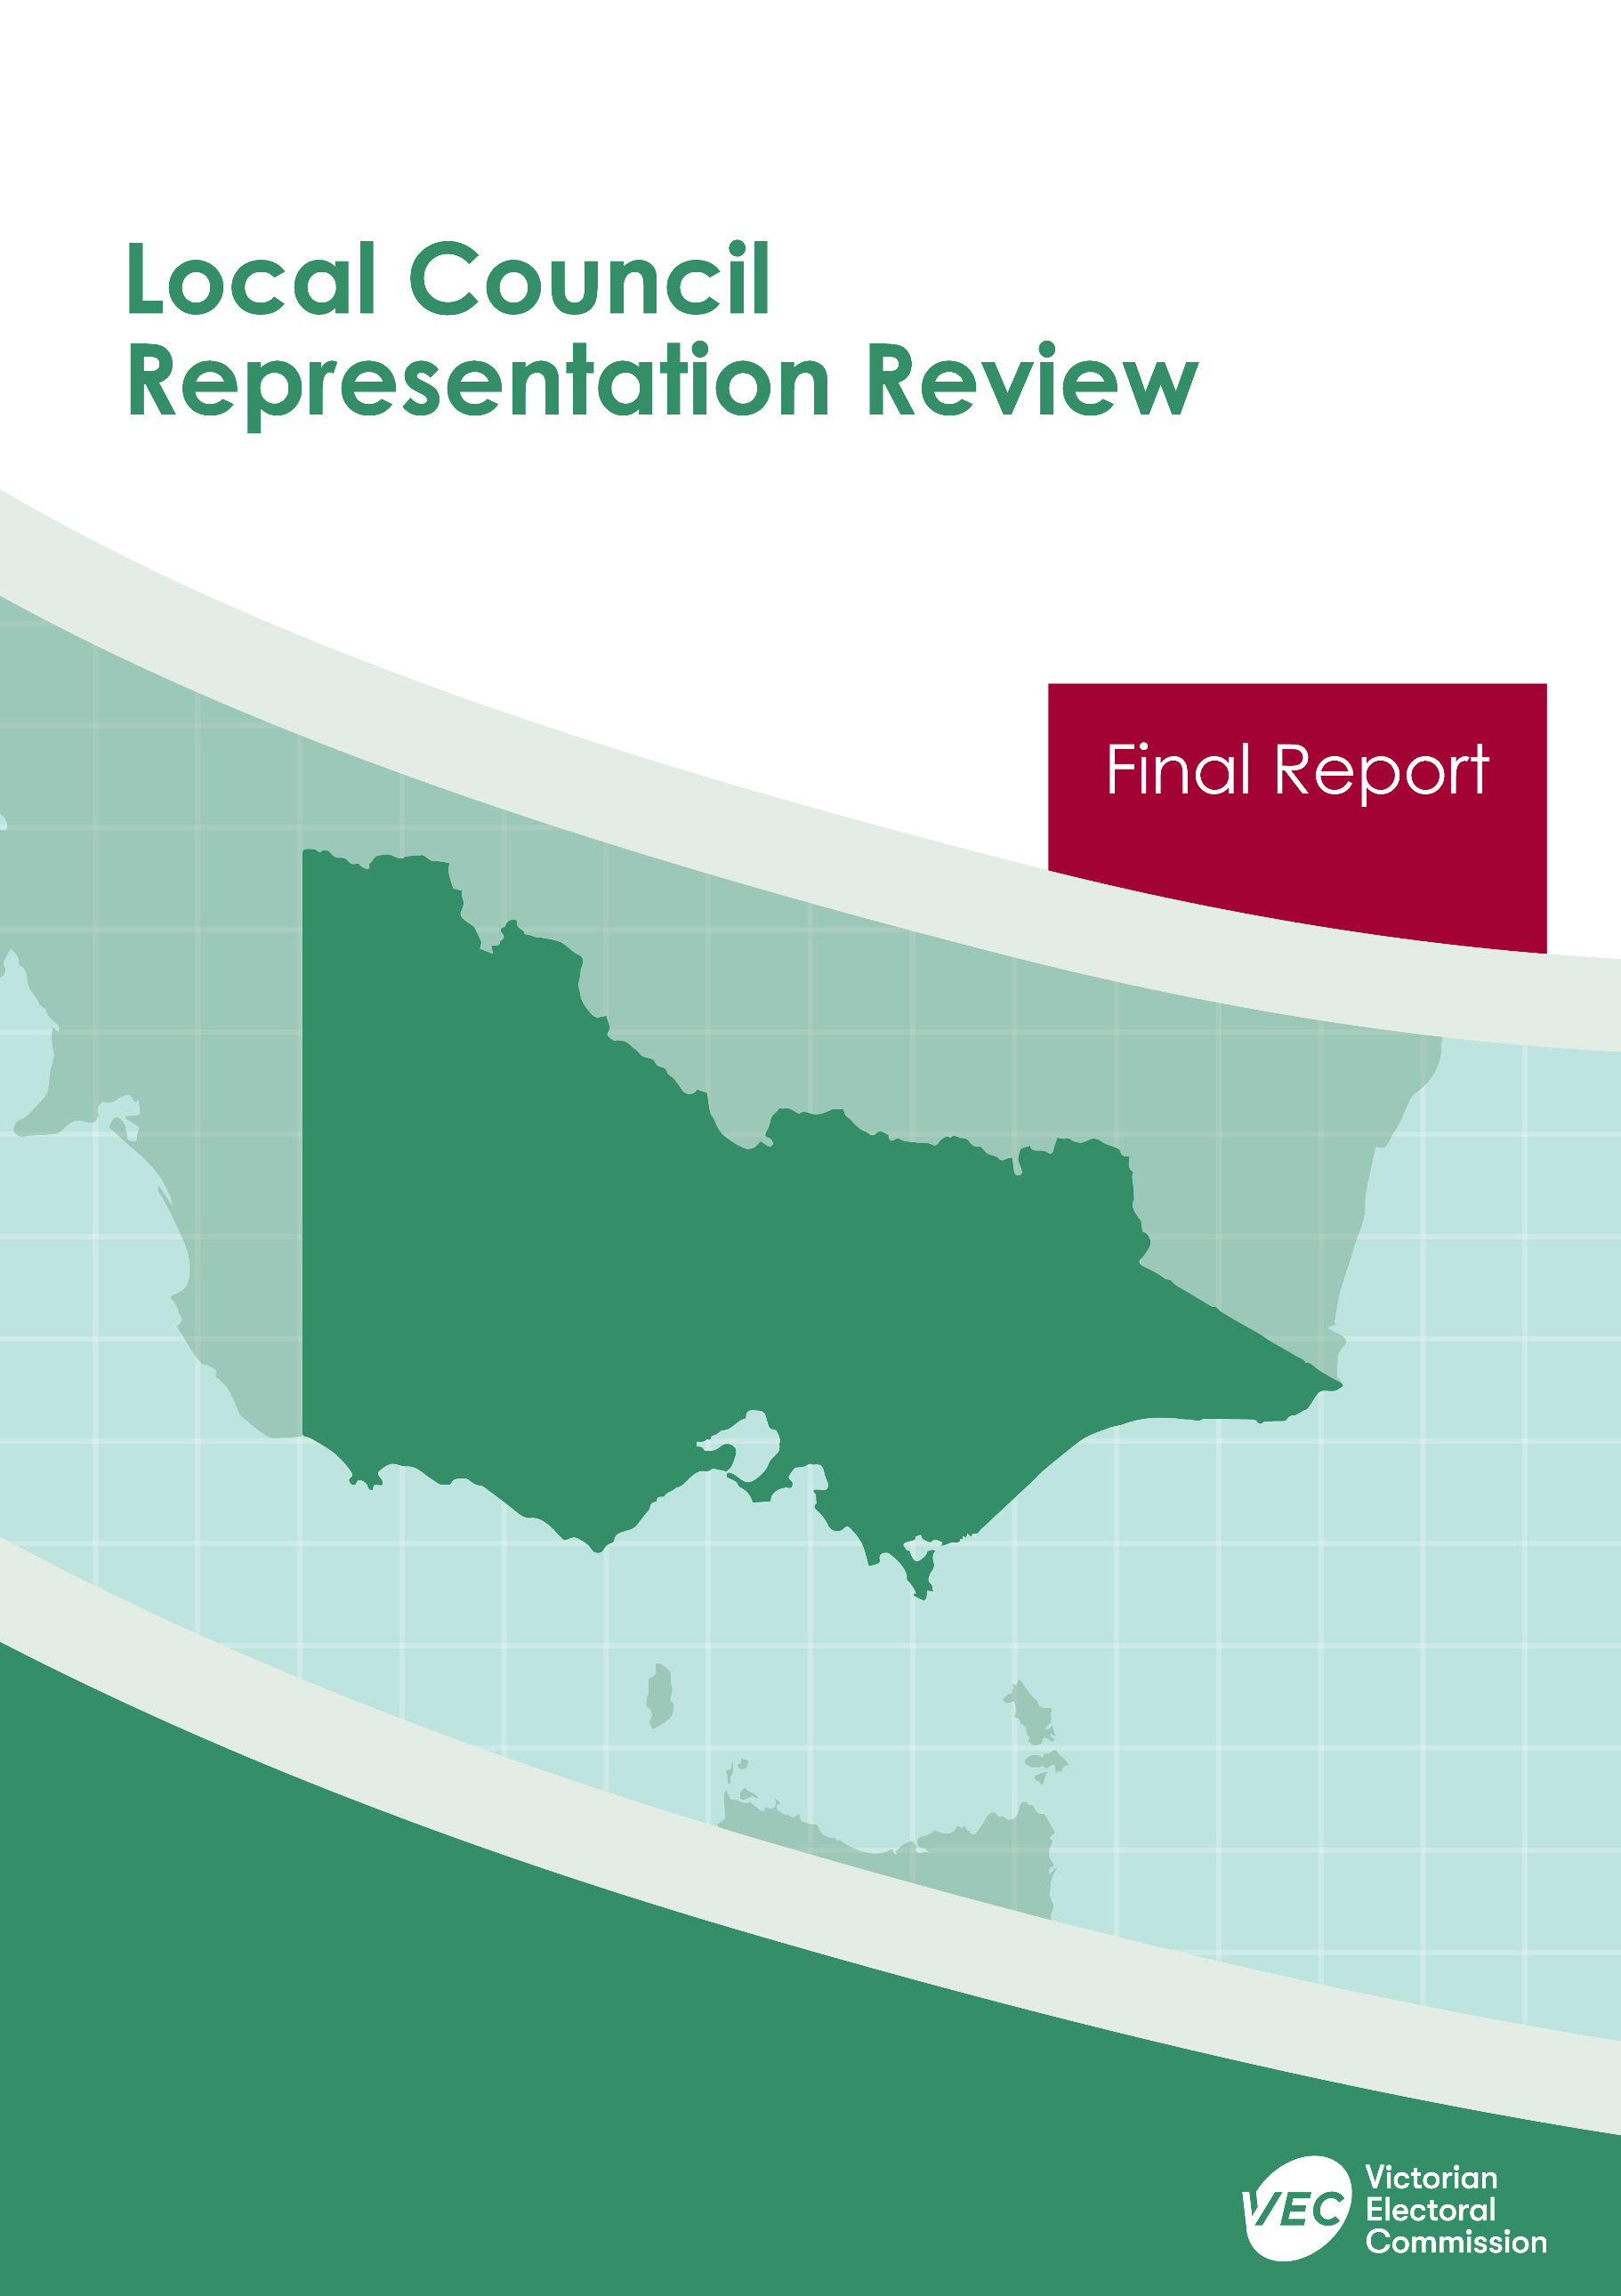 Local Council
Representation Review
Final Report
VEC
Victorian
Electoral
Commission